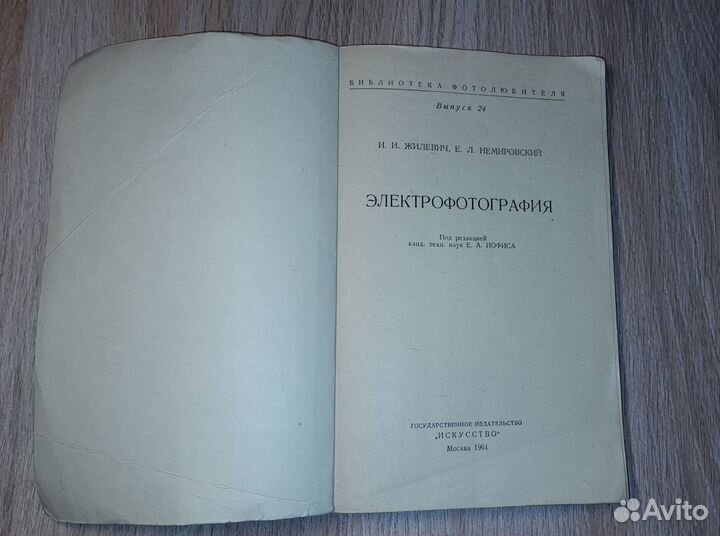 БИБЛИОТЕКА ФОТОЛЮБИТЕЛЯ
Выпуск 24
И. И. ЖИЛЕВИЧ, Е. Л. НЕМИРОВСКИЙ
ЭЛЕКТРОФОТОГРАФИЯ
Под редакцией
канд. техн. наук Е. А. ИОФИСА
ГОСУДАРСТВЕННОЕ ИЗДАТЕЛЬСТВО
„ИСКУССТВО"
Москва 1961
Avito